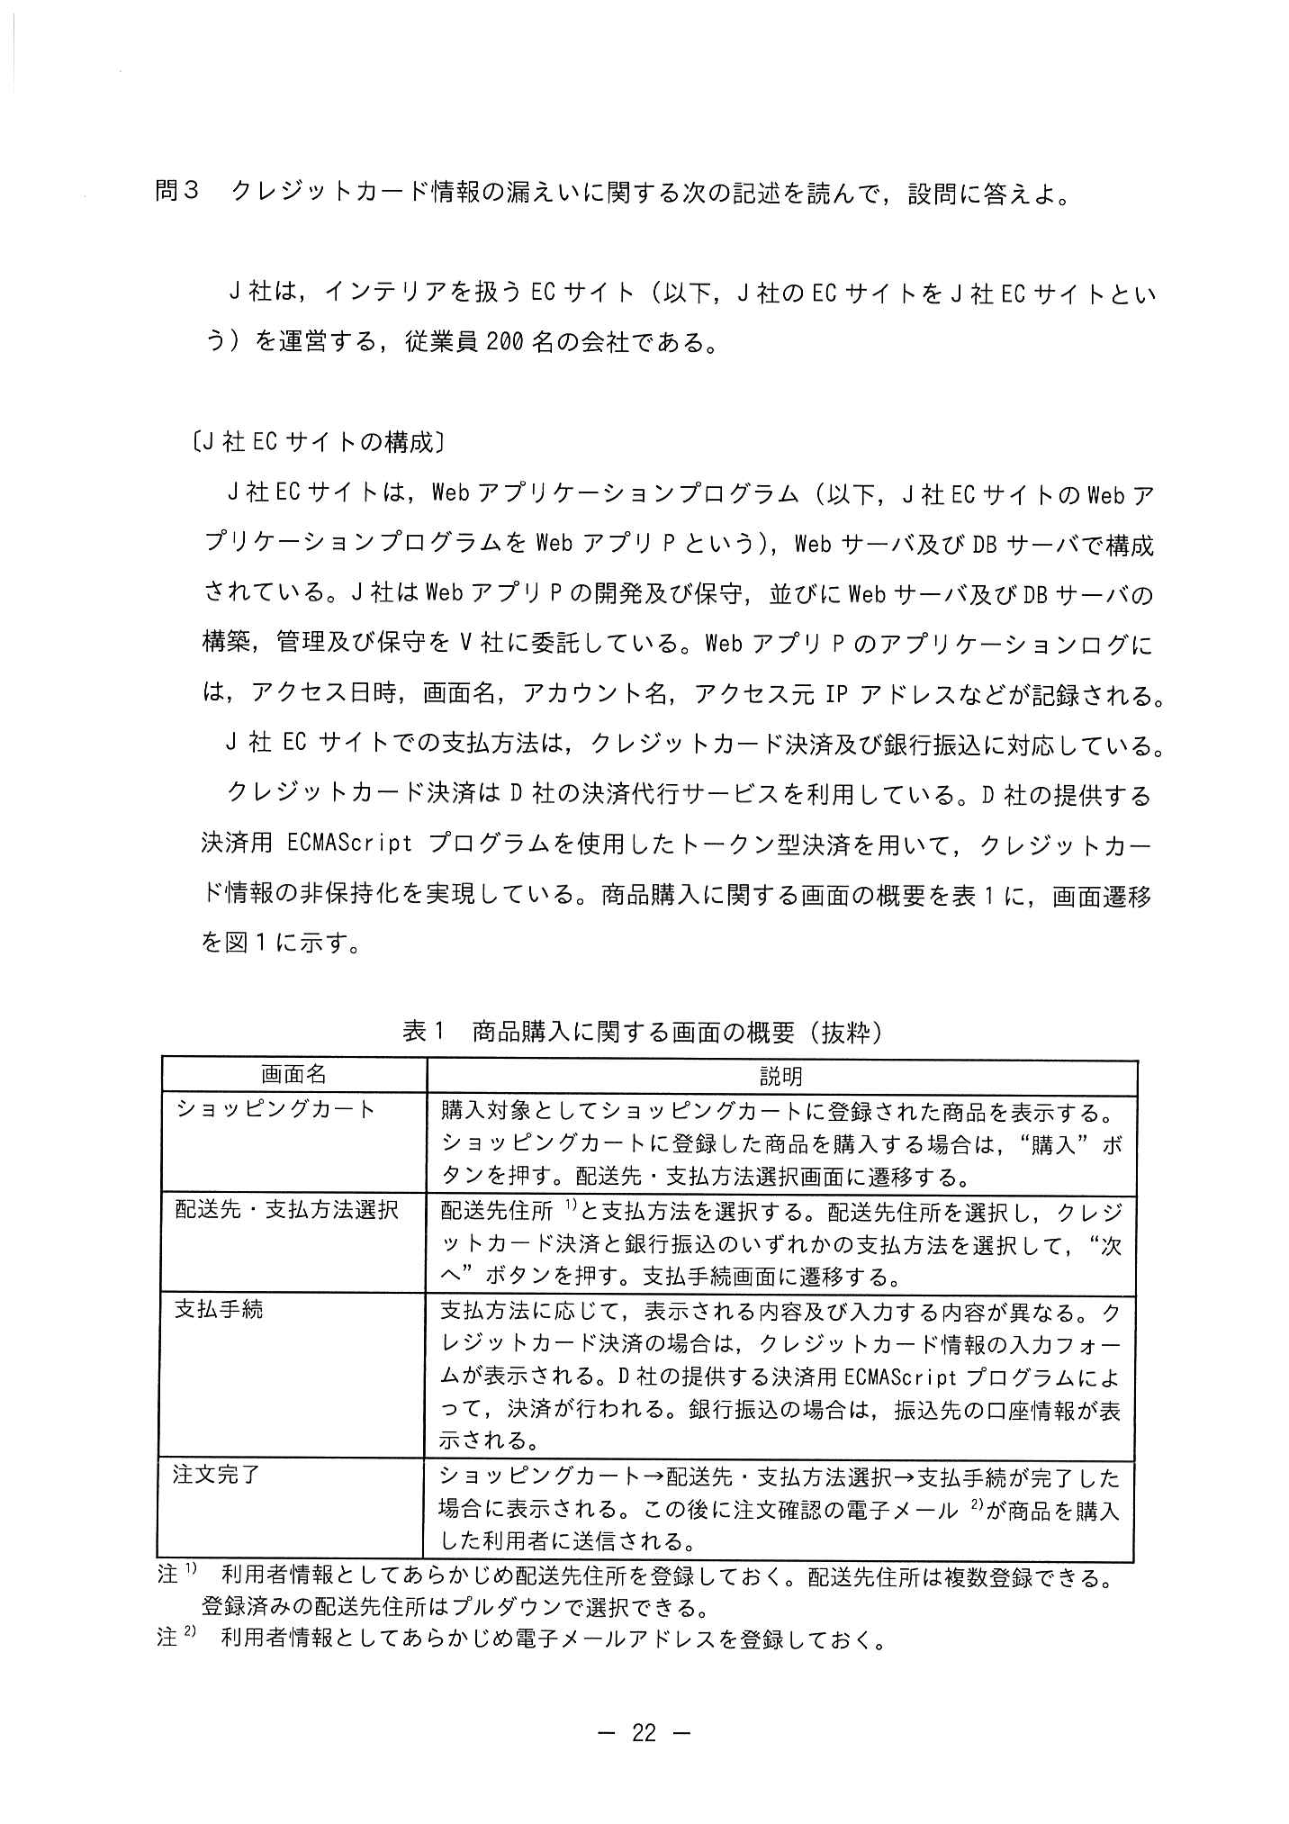 問3　クレジットカード情報の漏えいに関する次の記述を読んで，設問に答えよ。
J社は，インテリアを扱うECサイト（以下，J社のECサイトをJ社ECサイトとい
う）を運営する，従業員200名の会社である。
〔J社ECサイトの構成〕
J社ECサイトは，Webアプリケーションプログラム（以下，J社ECサイトのWebア
プリケーションプログラムをWebアプリPという），Webサーバ及びDBサーバで構成
されている。J社はWebアプリPの開発及び保守，並びにWebサーバ及びDBサーバの
構築，管理及び保守をV社に委託している。WebアプリPのアプリケーションログに
は，アクセス日時，画面名，アカウント名，アクセス元IPアドレスなどが記録される。
J社ECサイトでの支払方法は，クレジットカード決済及び銀行振込に対応している。
クレジットカード決済はD社の決済代行サービスを利用している。D社の提供する
決済用ECMAScriptプログラムを使用したトークン型決済を用いて，クレジットカー
ド情報の非保持化を実現している。商品購入に関する画面の概要を表1に，画面遷移
を図1に示す。
表1　商品購入に関する画面の概要（抜粋）
画面名　説明
ショッピングカート　購入対象としてショッピングカートに登録された商品を表示する。
ショッピングカートに登録した商品を購入する場合は，“購入”ボ
タンを押す。配送先・支払方法選択画面に遷移する。
配送先・支払方法選択　配送先住所1)と支払方法を選択する。配送先住所を選択し，クレジ
ットカード決済と銀行振込のいずれかの支払方法を選択して，“次
へ”ボタンを押す。支払手続画面に遷移する。
支払手続　支払方法に応じて，表示される内容及び入力する内容が異なる。ク
レジットカード決済の場合は，クレジットカード情報の入力フォー
ムが表示される。D社の提供する決済用ECMAScriptプログラムによ
って，決済が行われる。銀行振込の場合は，振込先の口座情報が表
示される。
注文完了　ショッピングカート→配送先・支払方法選択→支払手続が完了した
場合に表示される。この後に注文確認の電子メール2)が商品を購入
した利用者に送信される。
注1)　利用者情報としてあらかじめ配送先住所を登録しておく。配送先住所は複数登録できる。
登録済みの配送先住所はプルダウンで選択できる。
注2)　利用者情報としてあらかじめ電子メールアドレスを登録しておく。
－ 22 －